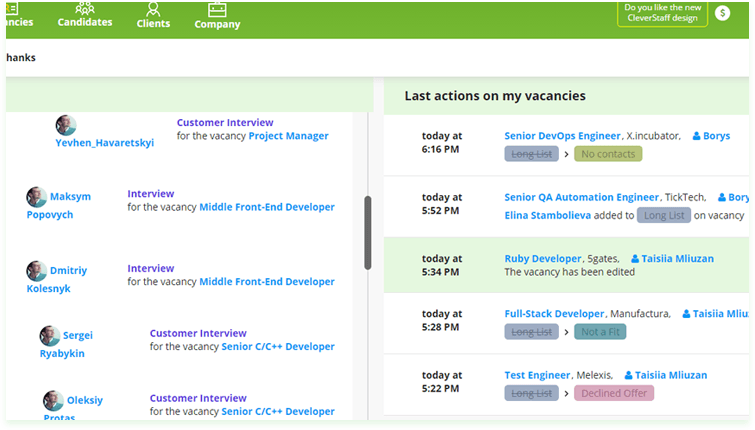 Candidates
Clients
Company
Do you like the new
CleverStaff design
$
Last actions on my vacancies
Yevhen_Havaretskyi
Customer Interview
for the vacancy Project Manager
Maksym
Popovych
Interview
for the vacancy Middle Front-End Developer
Dmitriy
Kolesnyk
Interview
for the vacancy Middle Front-End Developer
Sergei
Ryabykin
Customer Interview
for the vacancy Senior C/C++ Developer
Oleksiy
Protas
Customer Interview
for the vacancy Senior C/C++ Developer
today at
6:16 PM
Senior DevOps Engineer, X.incubator, Borys
Long List > No contacts
today at
5:52 PM
Senior QA Automation Engineer, TickTech,
Elina Stambolieva added to Long List on vacancy
today at
5:34 PM
Ruby Developer, 5gates, Taisiia Mliuzan
The vacancy has been edited
today at
5:28 PM
Full-Stack Developer, Manufactura, Taisiia
Long List > Not a Fit
today at
5:22 PM
Test Engineer, Melexis, Taisiia Mliuzan
Long List > Declined Offer